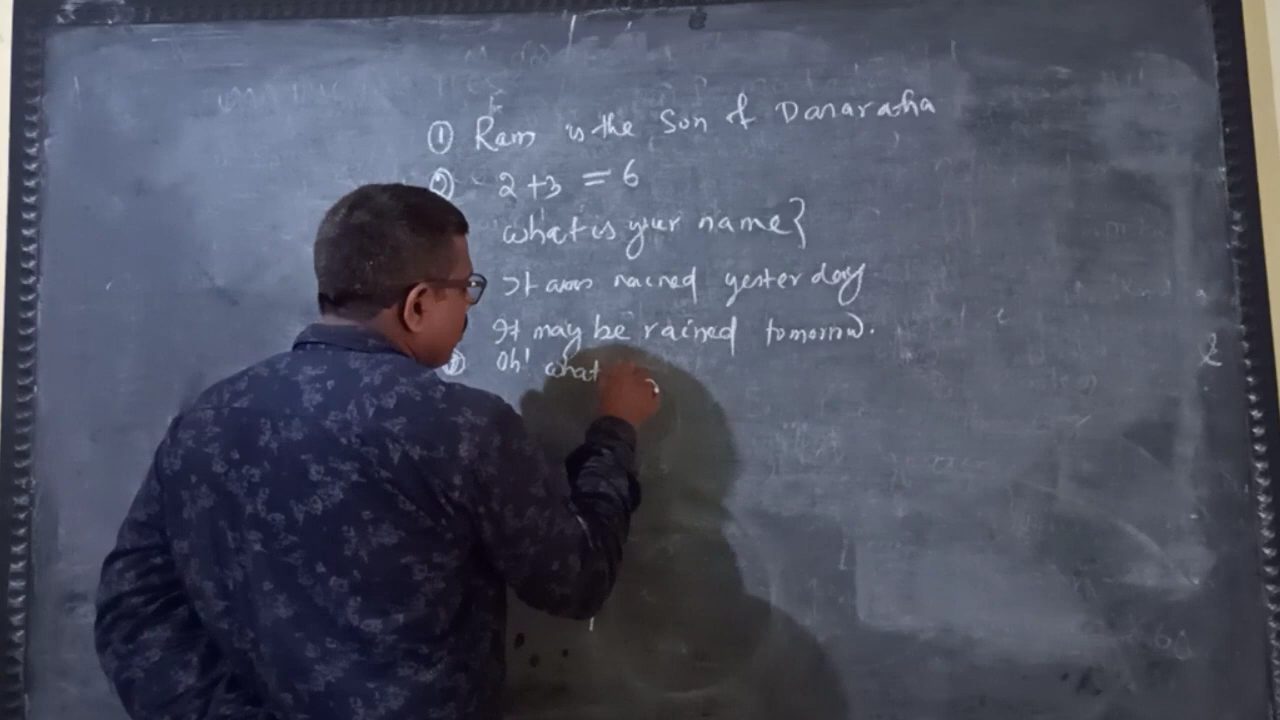 ① Ram is the Son of Dasaratha
② 2+3 = 6
what is your name?
It was rained yesterday
It may be rained tomorrow.
Oh! what